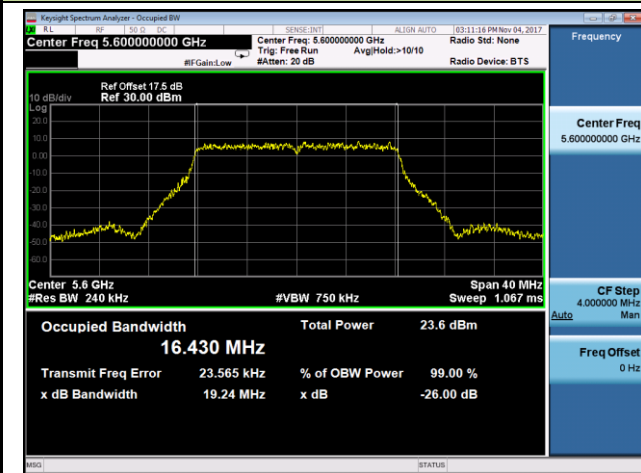 Keysight Spectrum Analyzer - Occupied BW
RL RF 50 Ω DC SENSE:INT ALIGN AUTO 03:11:16 PM Nov 04, 2017
Center Freq 5.600000000 GHz Center Freq: 5.600000000 GHz Radio Std: None
Trig: Free Run Avg|Hold:>10/10
#IFGain:Low #Atten: 20 dB Radio Device: BTS
Ref Offset 17.5 dB
10 dB/div Ref 30.00 dBm
Log
20.0
10.0
0.00
-10.0
-20.0
-30.0
-40.0
-50.0
-60.0
Center 5.6 GHz Span 40 MHz
#Res BW 240 kHz #VBW 750 kHz Sweep 1.067 ms
Occupied Bandwidth Total Power 23.6 dBm
16.430 MHz
Transmit Freq Error 23.565 kHz % of OBW Power 99.00 %
x dB Bandwidth 19.24 MHz x dB -26.00 dB
MSG STATUS
Frequency
Center Freq
5.600000000 GHz
CF Step
4.000000 MHz
Auto Man
Freq Offset
0 Hz